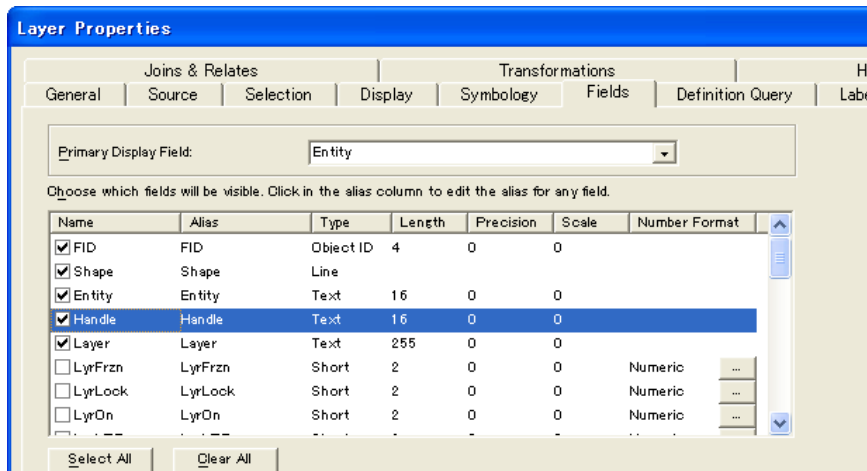 Layer Properties
Joins & Relates Transformations H
General Source Selection Display Symbology Fields Definition Query Labe
Primary Display Field: Entity
Choose which fields will be visible. Click in the alias column to edit the alias for any field.
Name Alias Type Length Precision Scale Number Format
FID FID Object ID 4 0 0
Shape Shape Line
Entity Entity Text 16 0 0
Handle Handle Text 16 0 0
Layer Layer Text 255 0 0
LyrFrzn LyrFrzn Short 2 0 0 Numeric ...
LyrLock LyrLock Short 2 0 0 Numeric ...
LyrOn LyrOn Short 2 0 0 Numeric ...
Select All Clear All